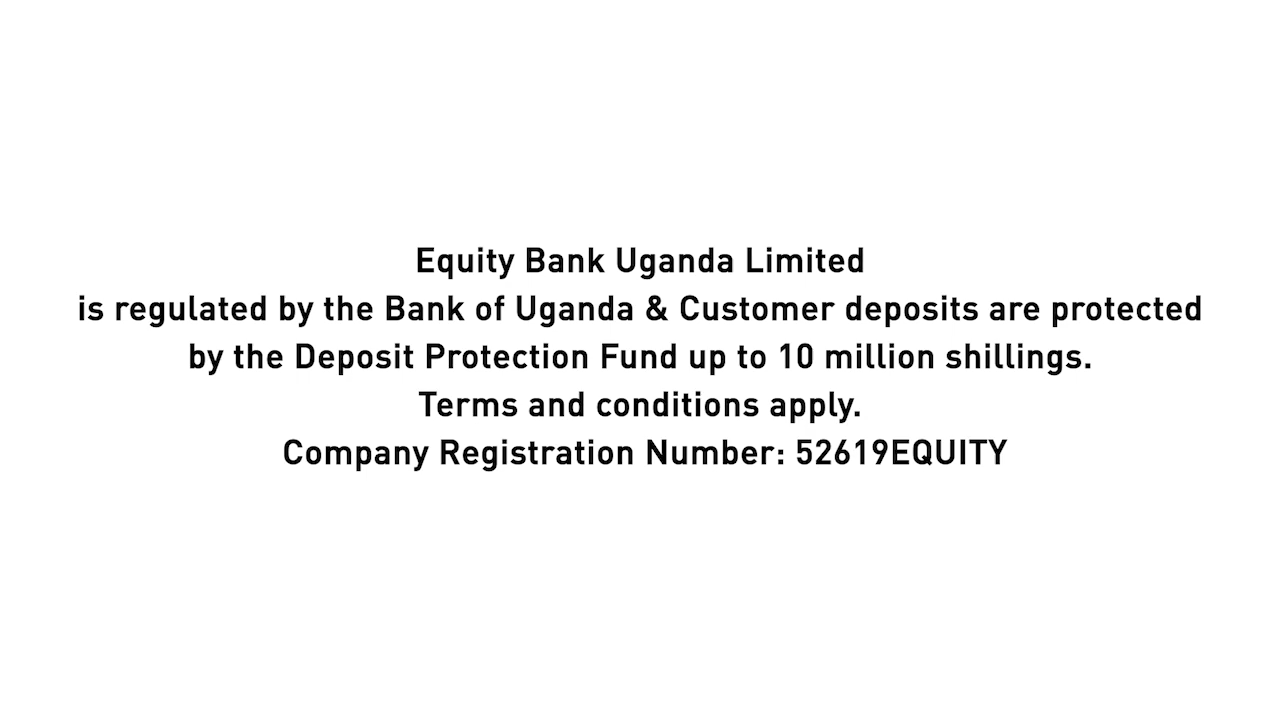 Equity Bank Uganda Limited
is regulated by the Bank of Uganda & Customer deposits are protected
by the Deposit Protection Fund up to 10 million shillings.
Terms and conditions apply.
Company Registration Number: 52619EQUITY